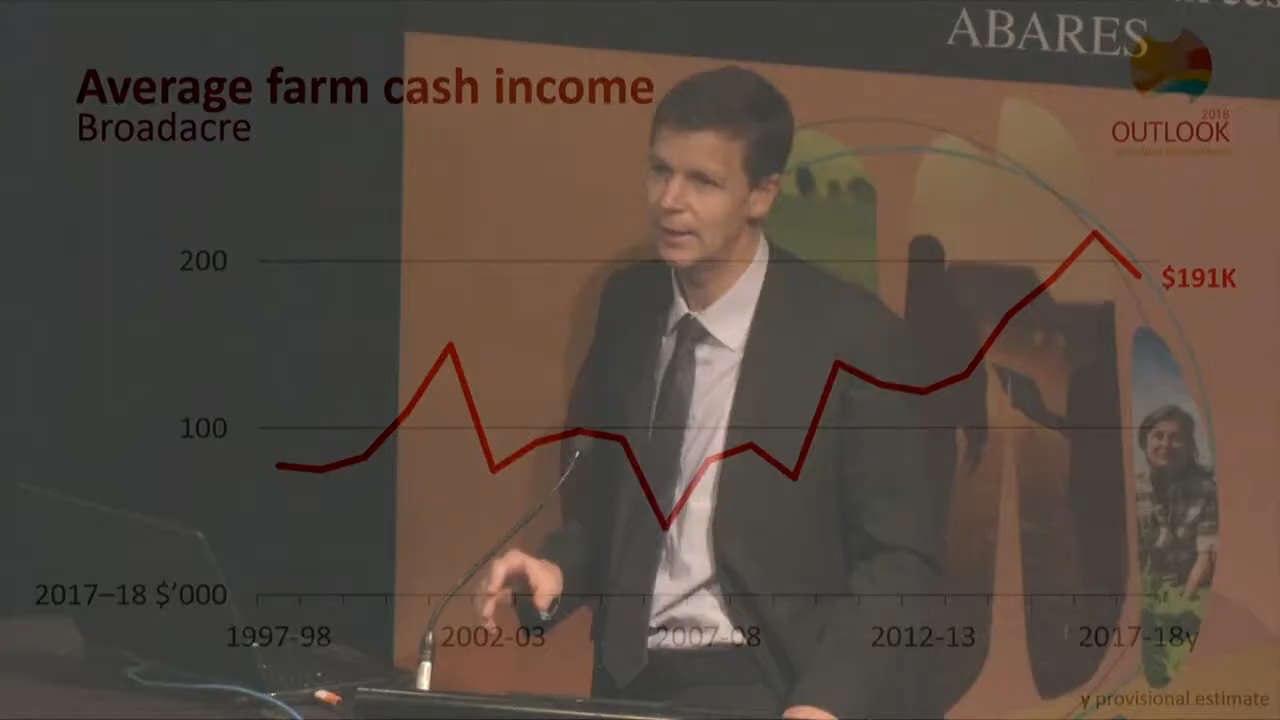 ABARES
Average farm cash income
Broadacre
2018
OUTLOOK
200
$191K
100
2017–18 $'000
1997-98
2002-03
2007-08
2012-13
2017-18y
y provisional estimate